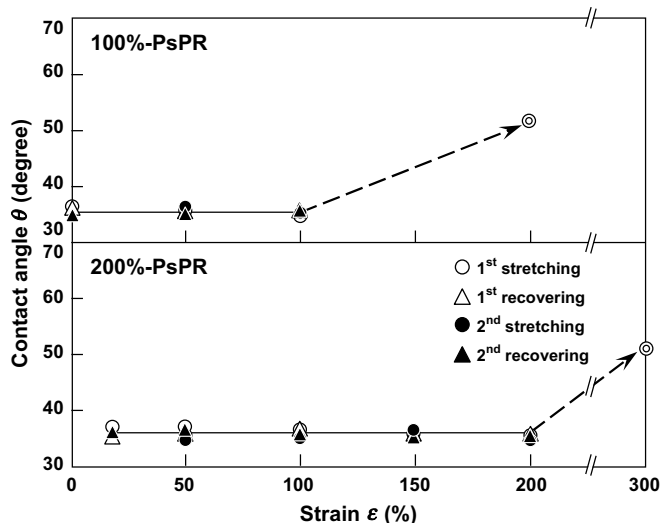 70
60
50
40
30
100%-PsPR
70
60
50
40
30
200%-PsPR
1st stretching
1st recovering
2nd stretching
2nd recovering
0 50 100 150 200 300
Contact angle θ (degree)
Strain ε (%)